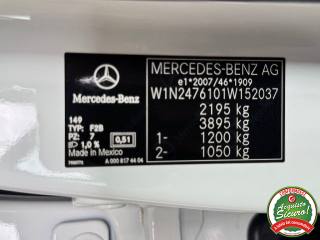 Mercedes-Benz
149
TYP: F2B
PZ: 7
1,0 % 0,51
Made in Mexico
A 000 817 44 04
MERCEDES-BENZ AG
e1*2007/46*1909
W1N2476101W152037
2195 kg
3895 kg
1- 1200 kg
2- 1050 kg
Acquisto
Sicuro!